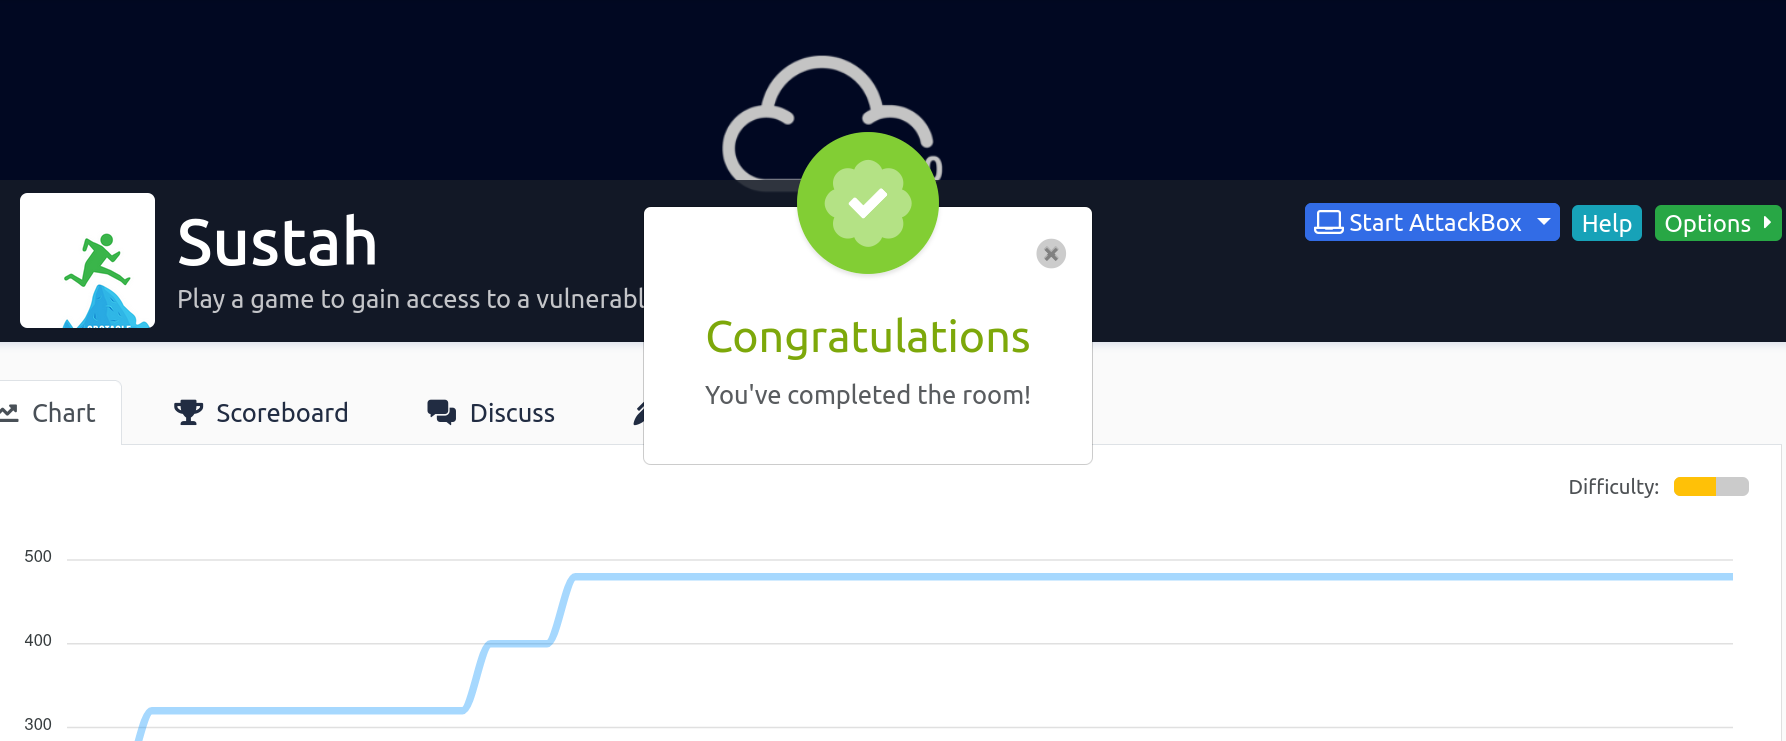 Sustah
Play a game to gain access to a vulnerabl
Start AttackBox
Help
Options
Congratulations
You've completed the room!
Chart
Scoreboard
Discuss
Difficulty:
500
400
300